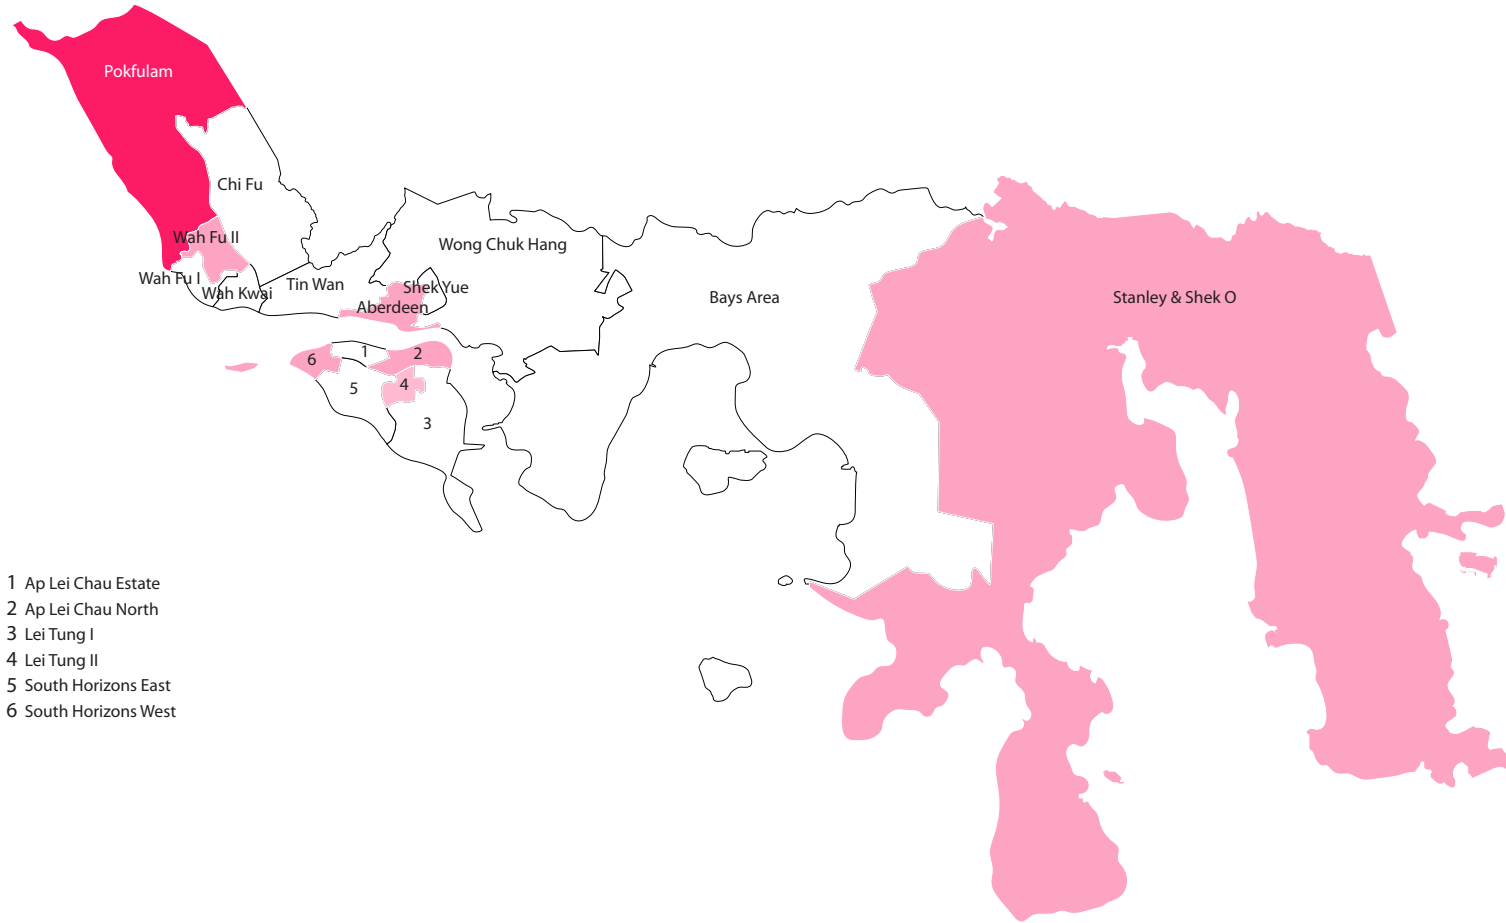 Pokfulam
Chi Fu
Wah Fu II
Wong Chuk Hang
Wah Fu I
Wah Kwai
Tin Wan
Shek Yue
Aberdeen
Bays Area
Stanley & Shek O
1
2
6
4
5
3
1 Ap Lei Chau Estate
2 Ap Lei Chau North
3 Lei Tung I
4 Lei Tung II
5 South Horizons East
6 South Horizons West